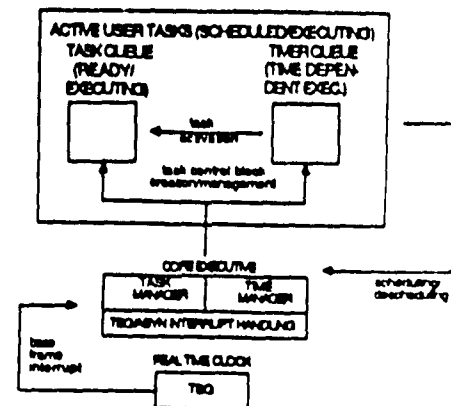 ACTIVE USER TASKS (SCHEDULED/EXECUTING)
TASK QUEUE
(READY/
EXECUTING)
TIMER QUEUE
(TIME DEPEN-
DENT EXEC.)
task
activation
task control block
creation/management
CORE EXECUTIVE
TASK
MANAGER
TIME
MANAGER
TBG/ASYN INTERRUPT HANDLING
scheduling/
descheduling
base
frame
interrupt
REAL TIME CLOCK
TBG